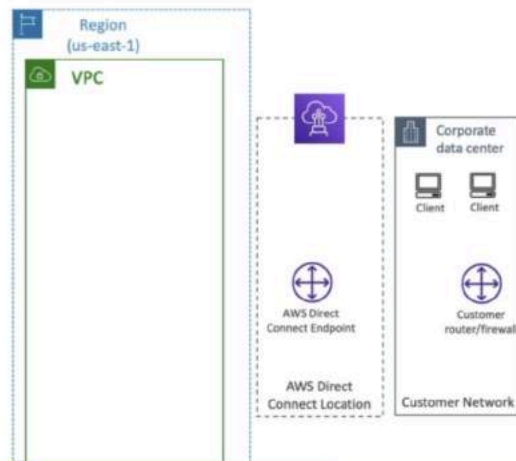 Region
(us-east-1)
VPC
Corporate
data center
Client
Client
AWS Direct
Connect Endpoint
Customer
router/firewall
AWS Direct
Connect Location
Customer Network